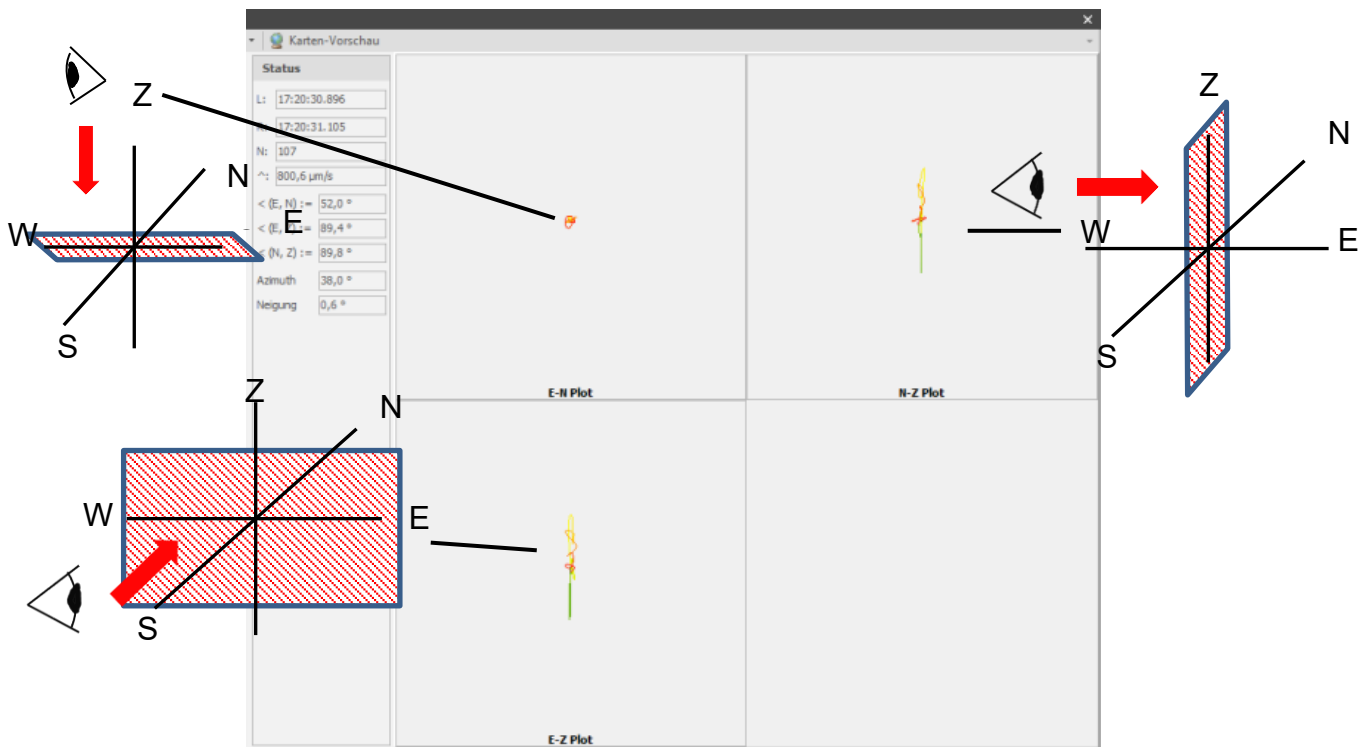 ×
Karten-Vorschau
Status
L: 17:20:30.896
17:20:31.105
N: 107
^: 800,6 µm/s
< (E, N) := 52,0 °
< (E, Z) := 89,4 °
< (N, Z) := 89,8 °
Azimuth 38,0 °
Neigung 0,6 °
Z
N
W
E
S
E-N Plot
Z
N
W
E
S
N-Z Plot
Z
N
W
E
S
E-Z Plot